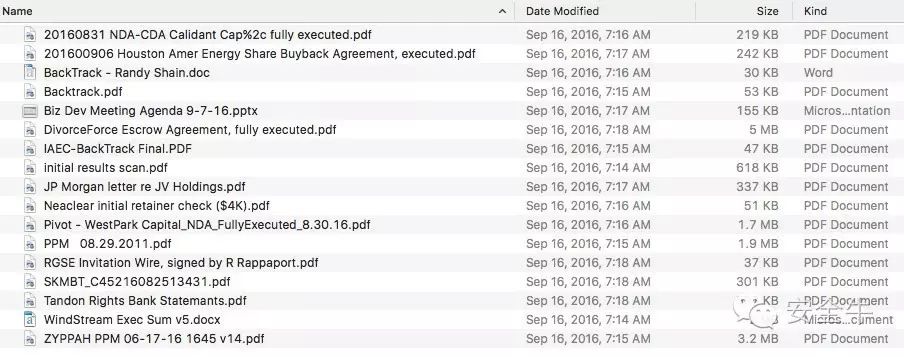 Name Date Modified Size Kind
20160831 NDA-CDA Calidant Cap%2c fully executed.pdf Sep 16, 2016, 7:16 AM 219 KB PDF Document
201600906 Houston Amer Energy Share Buyback Agreement, executed.pdf Sep 16, 2016, 7:17 AM 242 KB PDF Document
BackTrack - Randy Shain.doc Sep 16, 2016, 7:16 AM 30 KB Word
Backtrack.pdf Sep 16, 2016, 7:15 AM 53 KB PDF Document
Biz Dev Meeting Agenda 9-7-16.pptx Sep 16, 2016, 7:17 AM 155 KB Micros...ntation
DivorceForce Escrow Agreement, fully executed.pdf Sep 16, 2016, 7:18 AM 5 MB PDF Document
IAEC-BackTrack Final.PDF Sep 16, 2016, 7:15 AM 47 KB PDF Document
initial results scan.pdf Sep 16, 2016, 7:14 AM 618 KB PDF Document
JP Morgan letter re JV Holdings.pdf Sep 16, 2016, 7:17 AM 337 KB PDF Document
Neaclear initial retainer check ($4K).pdf Sep 16, 2016, 7:16 AM 51 KB PDF Document
Pivot - WestPark Capital_NDA_FullyExecuted_8.30.16.pdf Sep 16, 2016, 7:16 AM 1.7 MB PDF Document
PPM 08.29.2011.pdf Sep 16, 2016, 7:15 AM 1.9 MB PDF Document
RGSE Invitation Wire, signed by R Rappaport.pdf Sep 16, 2016, 7:18 AM 37 KB PDF Document
SKMBT_C45216082513431.pdf Sep 16, 2016, 7:18 AM 301 KB PDF Document
Tandon Rights Bank Statemants.pdf Sep 16, 2016, 7:18 AM KB PDF Document
WindStream Exec Sum v5.docx Sep 16, 2016, 7:16 AM Micros...cument
ZYPPAH PPM 06-17-16 1645 v14.pdf Sep 16, 2016, 7:14 AM 3.2 MB PDF Document
安全牛